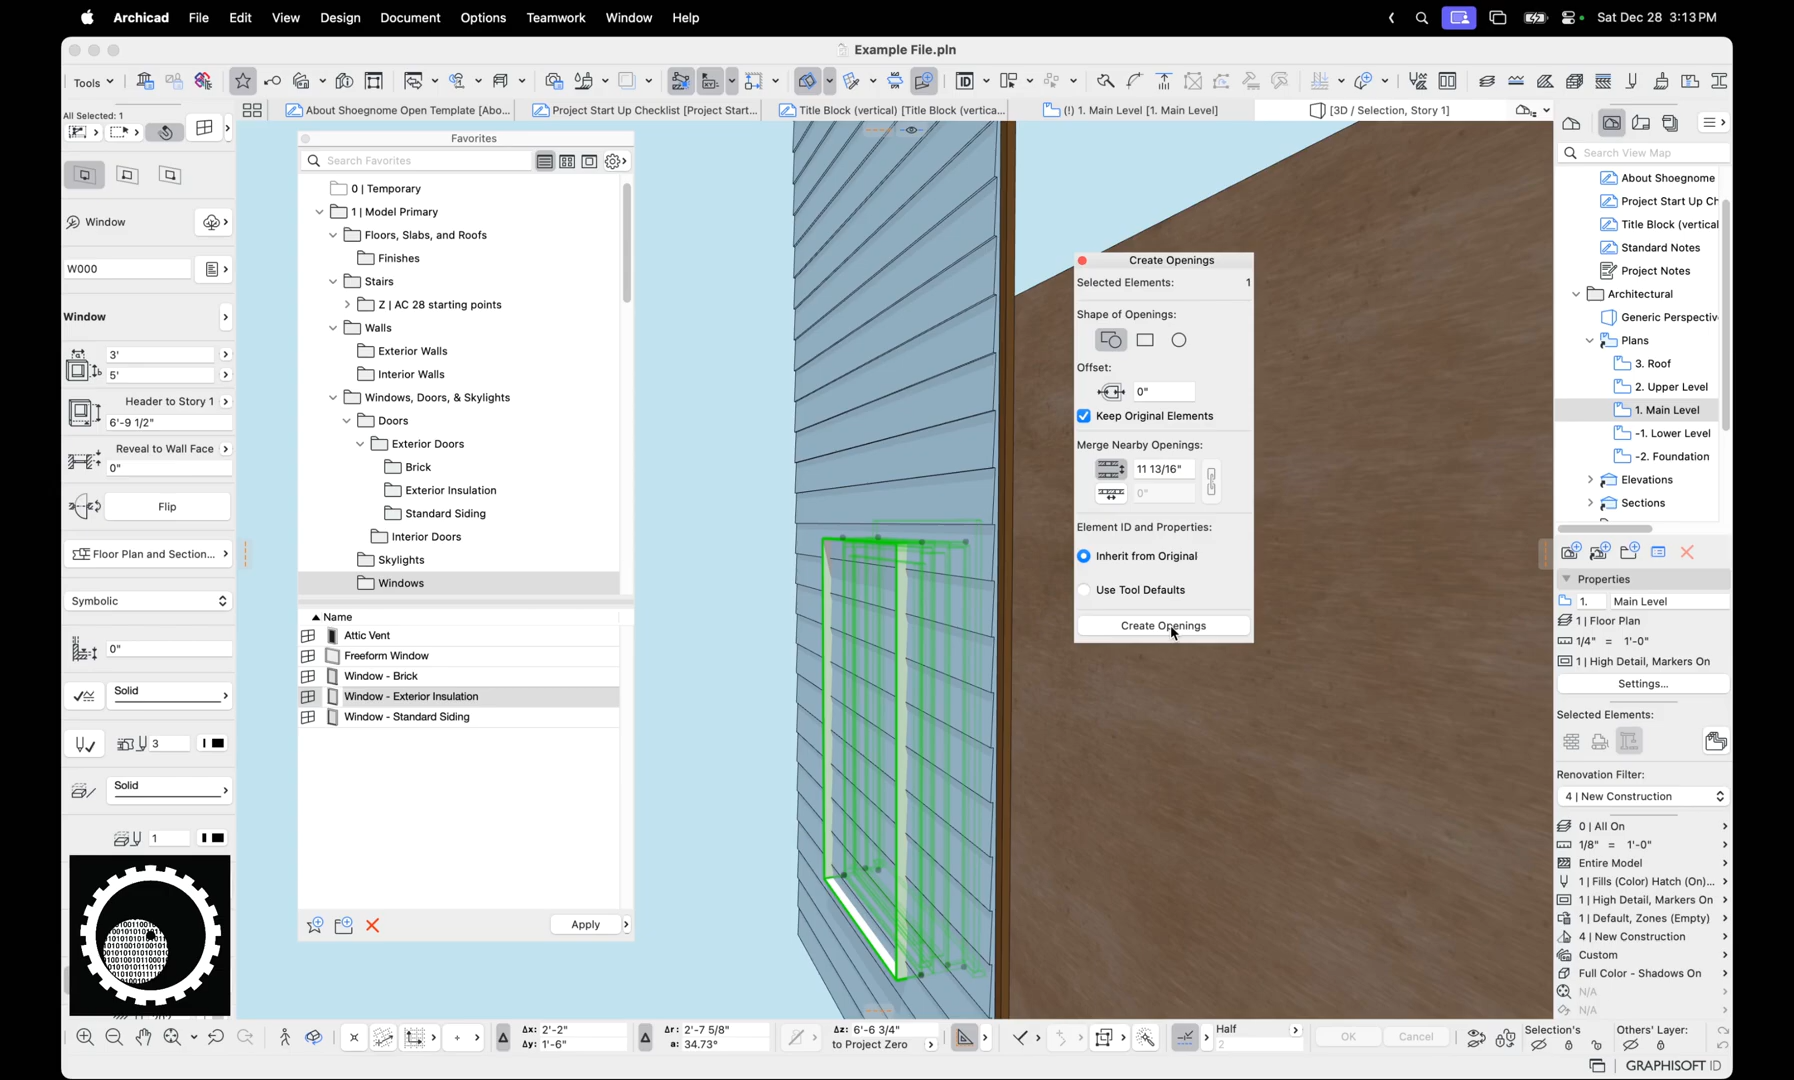 Archicad File Edit View Design Document Options Teamwork Window Help
Sat Dec 28 3:13 PM
Example File.pln
Tools
About Shoegnome Open Template [Abo...
Project Start Up Checklist [Project Start...
Title Block (vertical) [Title Block (vertica...
(!) 1. Main Level [1. Main Level]
[3D / Selection, Story 1]
All Selected: 1
Window
W000
Window
3'
5'
Header to Story 1
6'-9 1/2"
Reveal to Wall Face
0"
Flip
Floor Plan and Section...
Symbolic
0"
Solid
3
Solid
1
Favorites
Search Favorites
0 | Temporary
1 | Model Primary
Floors, Slabs, and Roofs
Finishes
Stairs
Z | AC 28 starting points
Walls
Exterior Walls
Interior Walls
Windows, Doors, & Skylights
Doors
Exterior Doors
Brick
Exterior Insulation
Standard Siding
Interior Doors
Skylights
Windows
Name
Attic Vent
Freeform Window
Window - Brick
Window - Exterior Insulation
Window - Standard Siding
Apply
Create Openings
Selected Elements: 1
Shape of Openings:
Offset:
0"
Keep Original Elements
Merge Nearby Openings:
11 13/16"
0"
Element ID and Properties:
Inherit from Original
Use Tool Defaults
Create Openings
Search View Map
About Shoegnome
Project Start Up Ch
Title Block (vertical
Standard Notes
Project Notes
Architectural
Generic Perspectiv
Plans
3. Roof
2. Upper Level
1. Main Level
-1. Lower Level
-2. Foundation
Elevations
Sections
Properties
1. Main Level
1 | Floor Plan
1/4" = 1'-0"
1 | High Detail, Markers On
Settings...
Selected Elements:
Renovation Filter:
4 | New Construction
0 | All On
1/8" = 1'-0"
Entire Model
1 | Fills (Color) Hatch (On)...
1 | High Detail, Markers On
1 | Default, Zones (Empty)
4 | New Construction
Custom
Full Color - Shadows On
N/A
N/A
Δx: 2'-2"
Δy: 1'-6"
Δr: 2'-7 5/8"
a: 34.73°
Δz: 6'-6 3/4"
to Project Zero
Half
2
OK
Cancel
Selection's
Others' Layer:
GRAPHISOFT ID